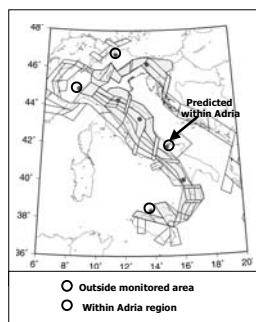 48˚
46˚
44˚
42˚
40˚
38˚
36˚
Predicted
within Adria
6˚ 8˚ 10˚ 12˚ 14˚ 16˚ 18˚ 20˚
Outside monitored area
Within Adria region